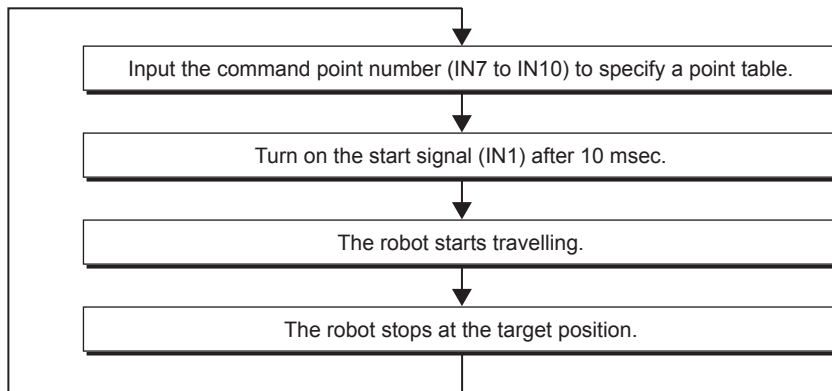 Input the command point number (IN7 to IN10) to specify a point table.
Turn on the start signal (IN1) after 10 msec.
The robot starts travelling.
The robot stops at the target position.